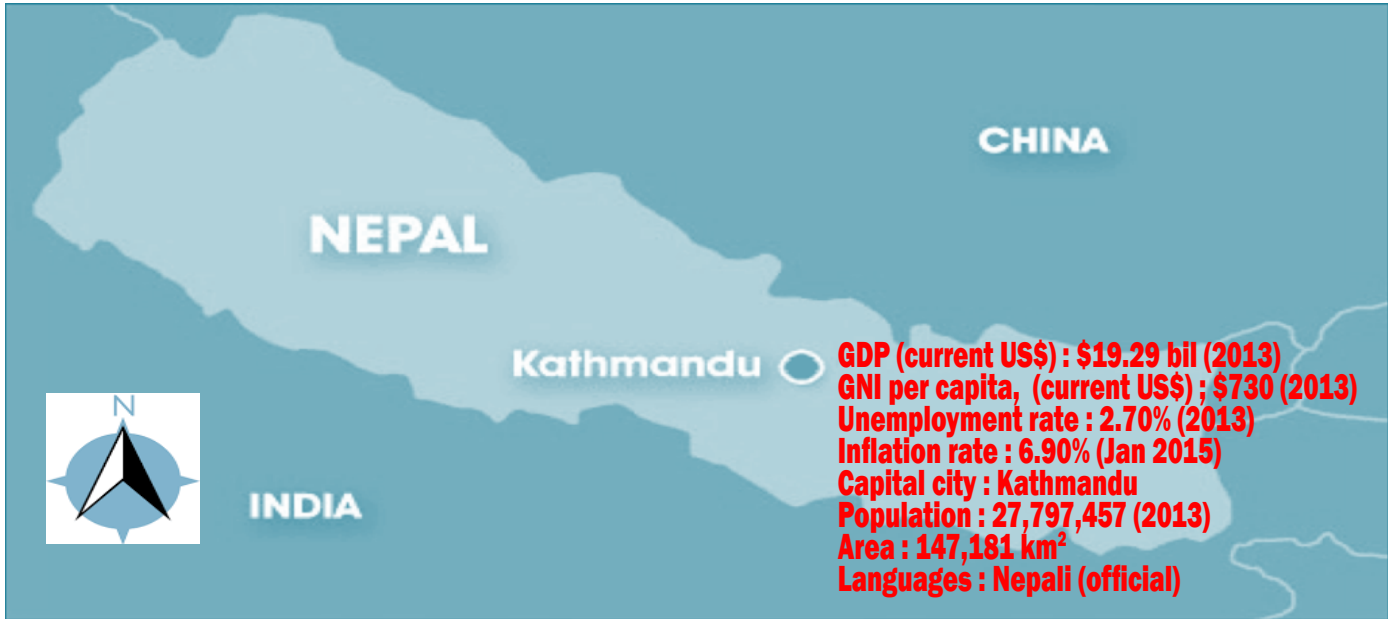 CHINA
NEPAL
Kathmandu
GDP (current US$) : $19.29 bil (2013)
GNI per capita, (current US$) ; $730 (2013)
Unemployment rate : 2.70% (2013)
Inflation rate : 6.90% (Jan 2015)
Capital city : Kathmandu
Population : 27,797,457 (2013)
Area : 147,181 km²
Languages : Nepali (official)
N
INDIA